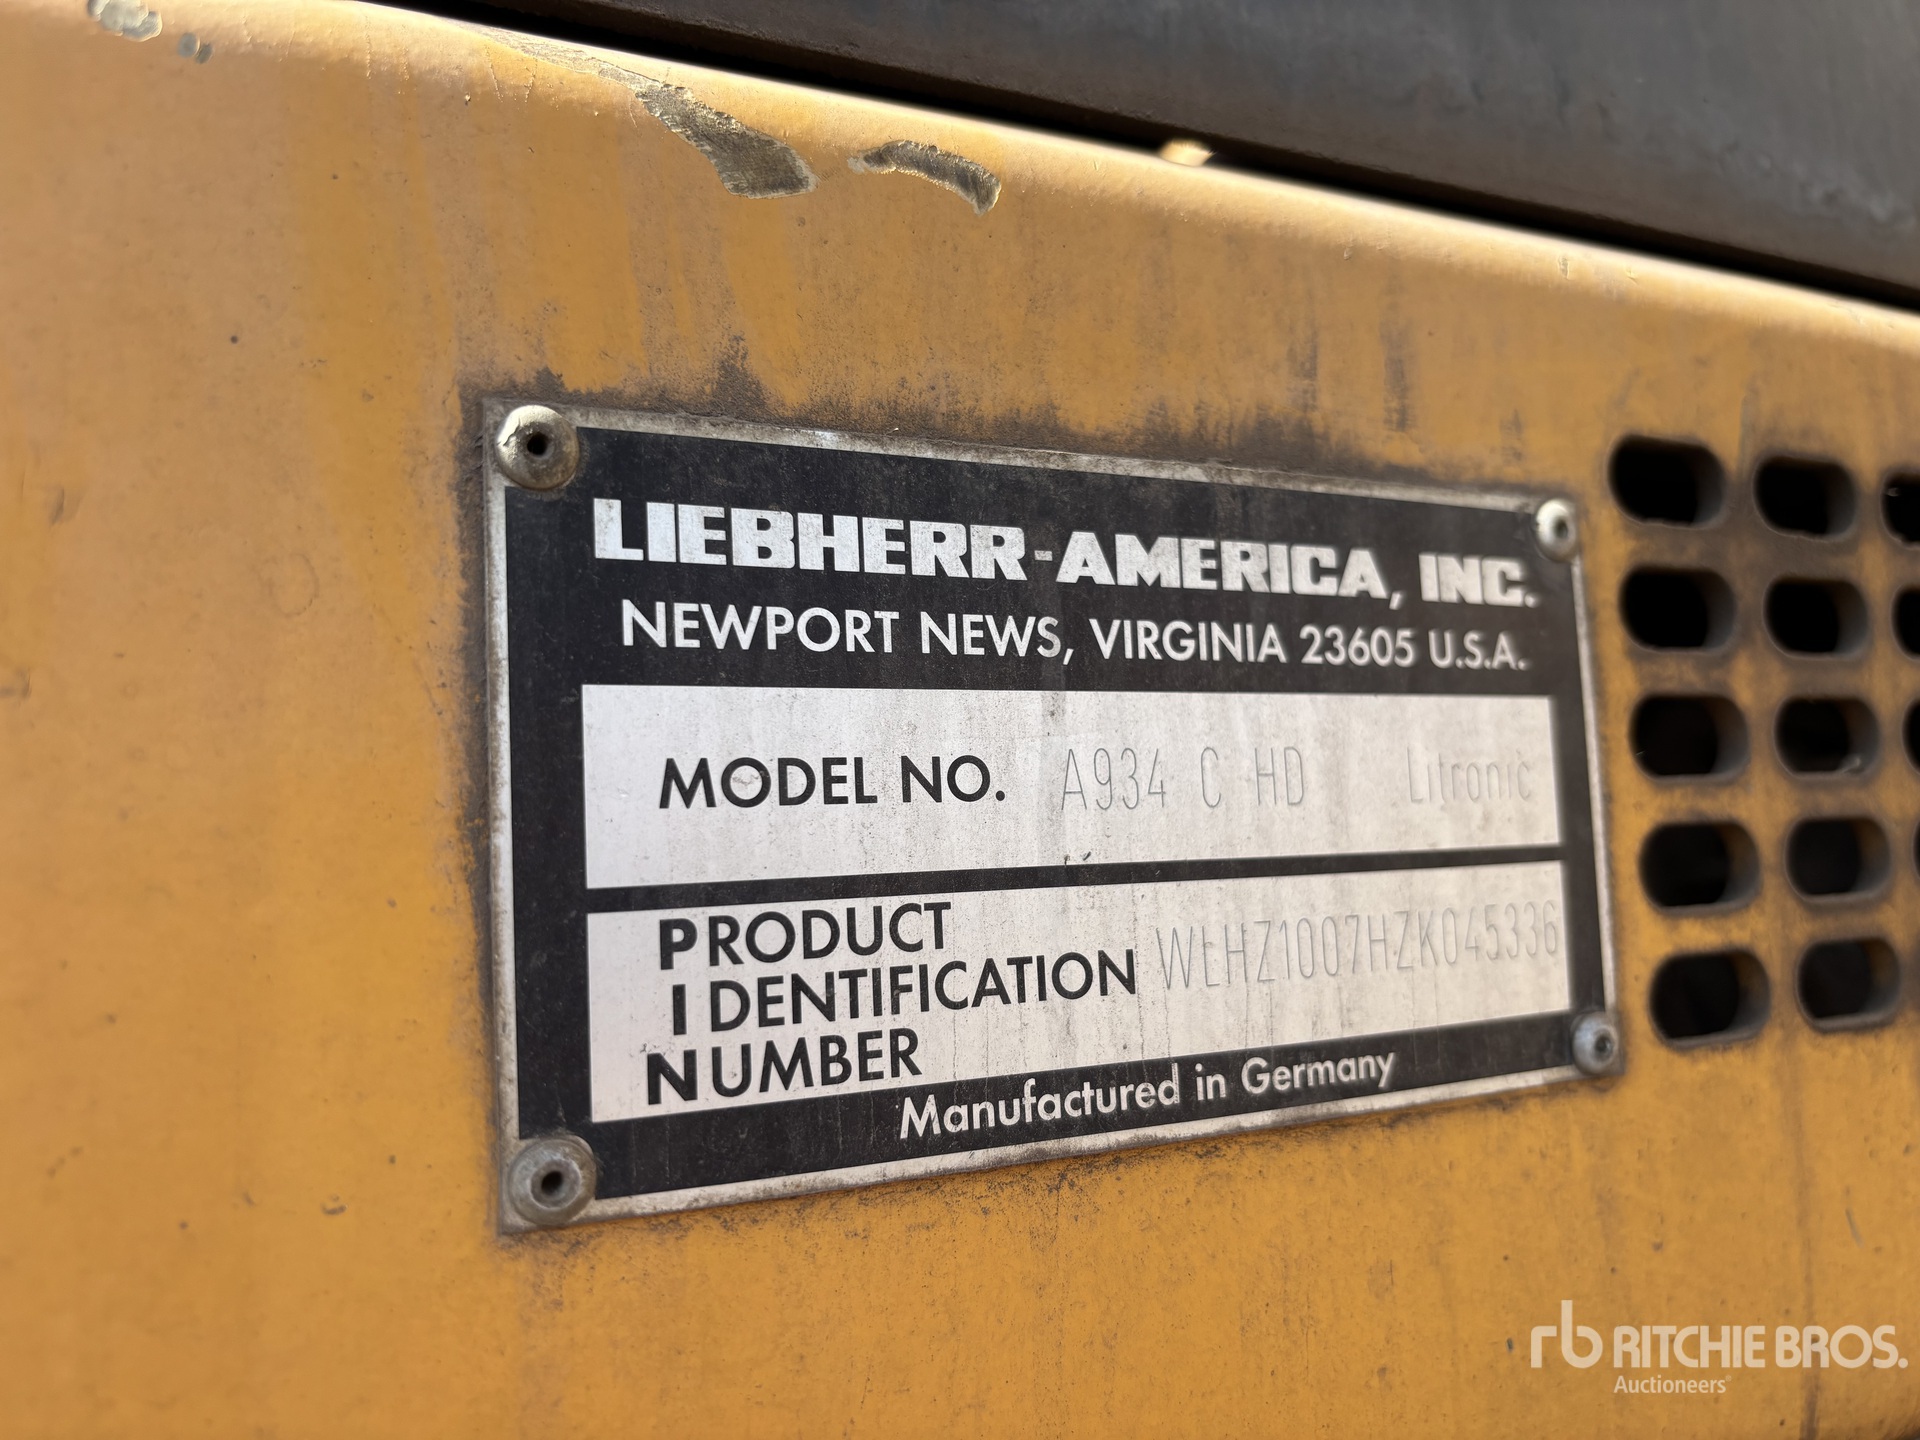 LIEBHERR-AMERICA, INC.
NEWPORT NEWS, VIRGINIA 23605 U.S.A.
MODEL NO. A934 C HD Litronic
PRODUCT
IDENTIFICATION WLHZ1007HZK045336
NUMBER
Manufactured in Germany
rb RITCHIE BROS.
Auctioneers